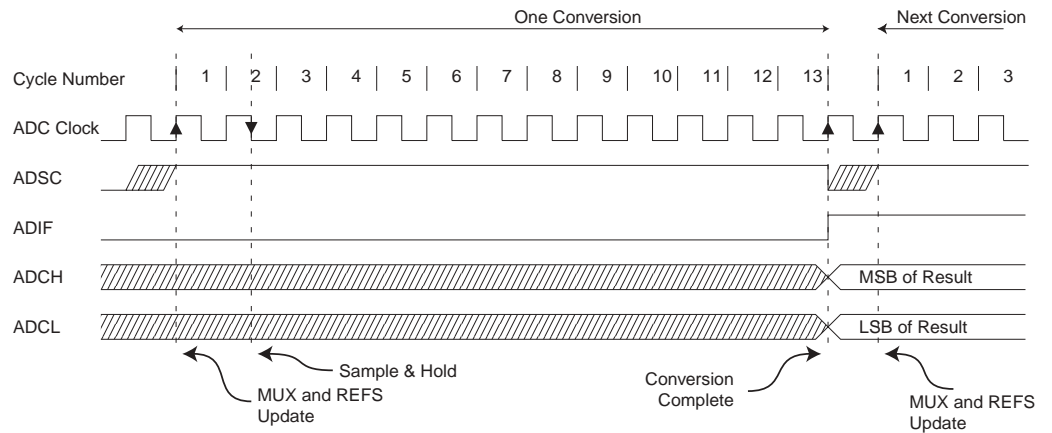 One Conversion
Next Conversion
Cycle Number 1 2 3 4 5 6 7 8 9 10 11 12 13 1 2 3
ADC Clock
ADSC
ADIF
ADCH MSB of Result
ADCL LSB of Result
Sample & Hold
MUX and REFS
Update
Conversion
Complete
MUX and REFS
Update